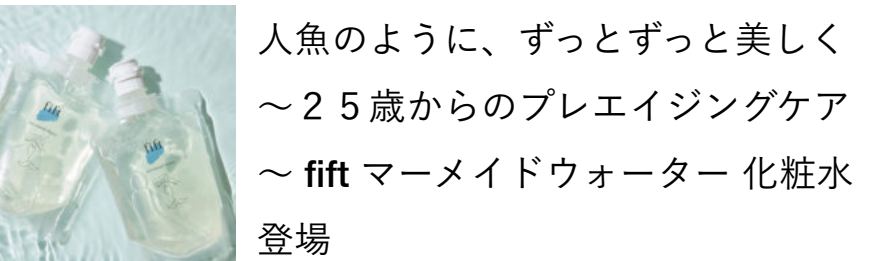 人魚のように、ずっとずっと美しく
～２５歳からのプレエイジングケア
～ fift マーメイドウォーター 化粧水
登場
fift
fift